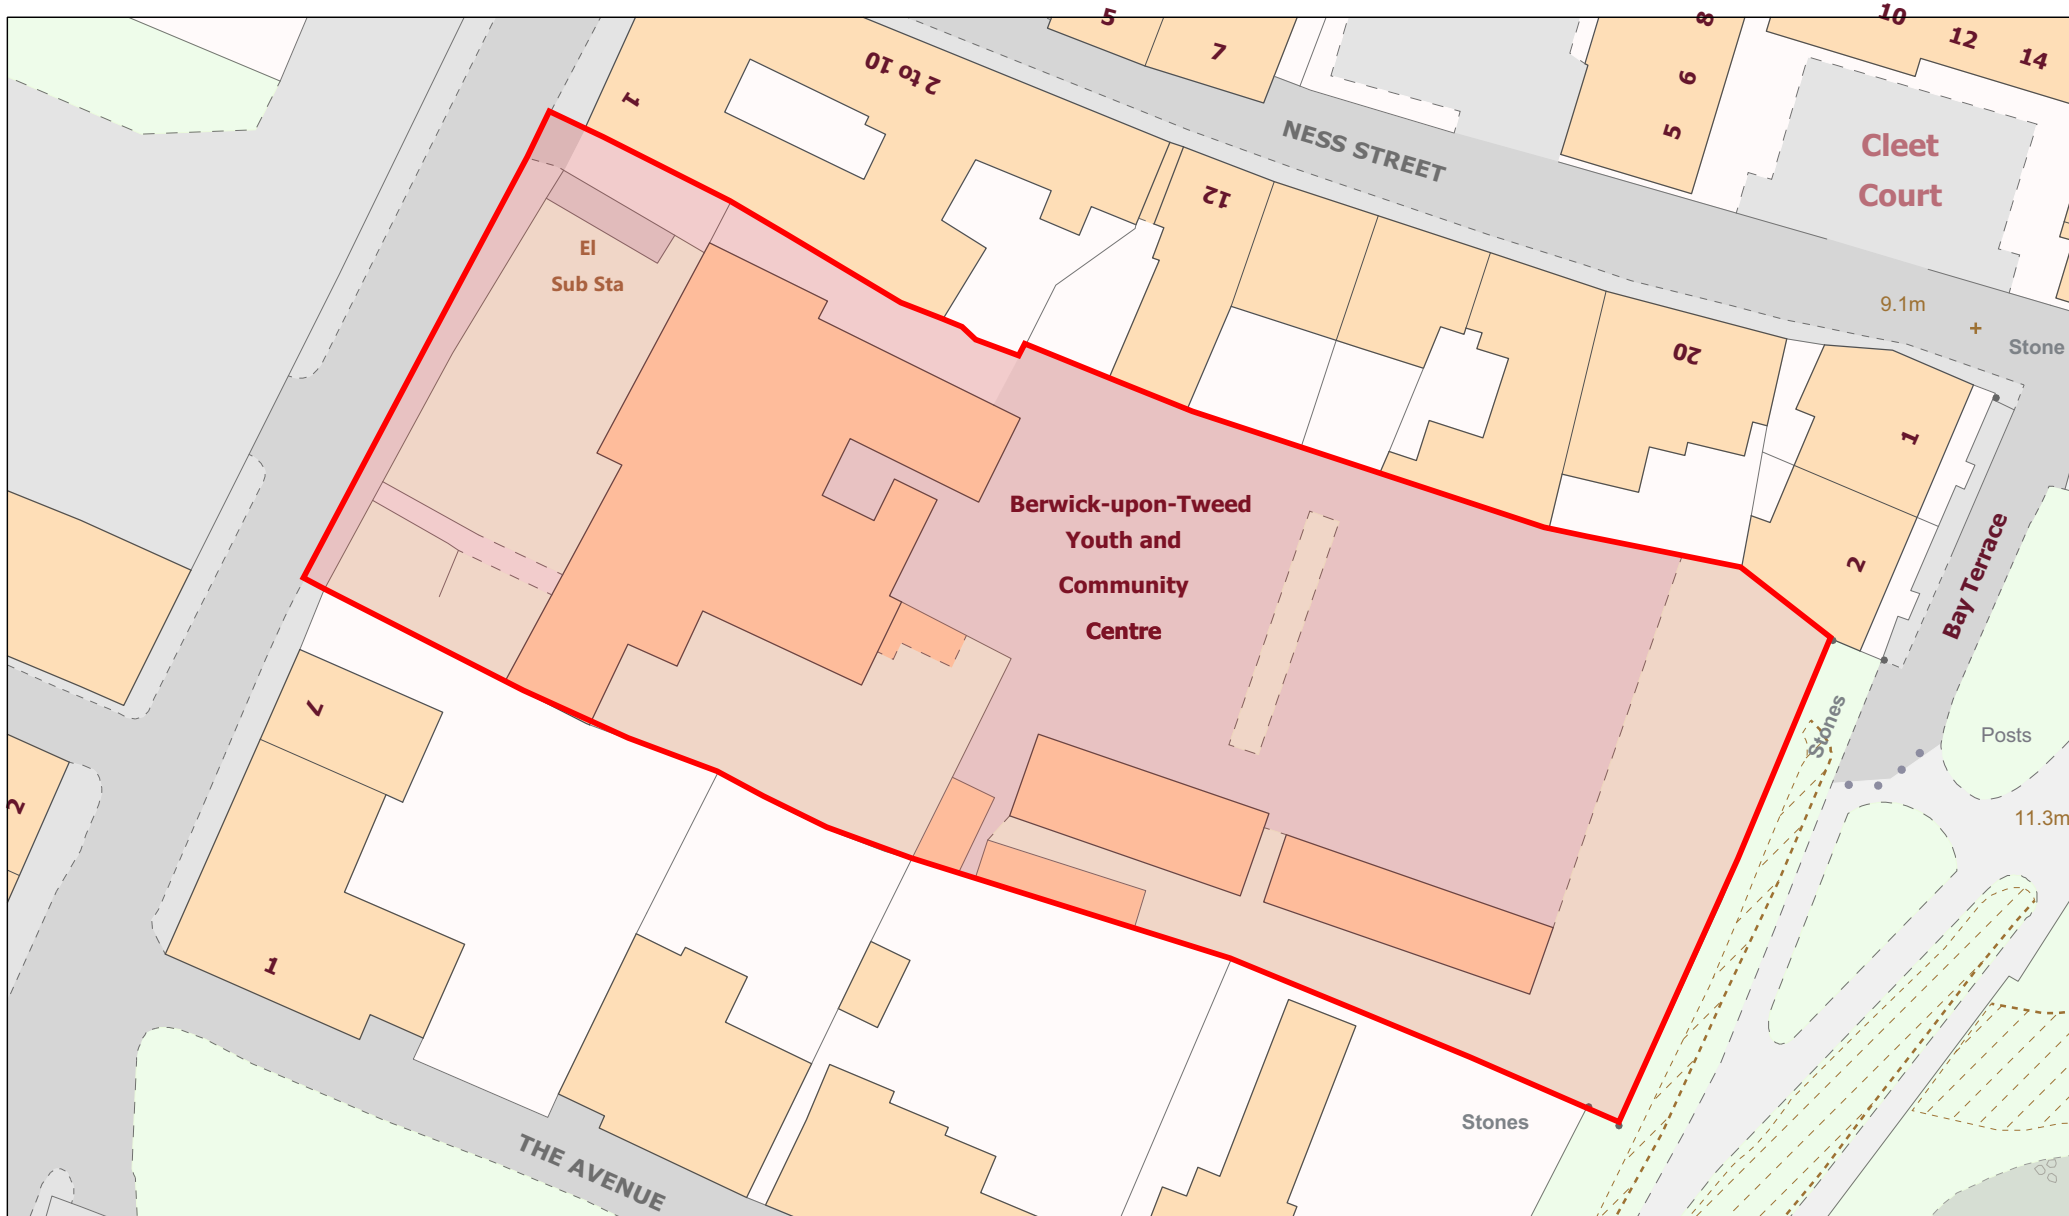 5
7
8
6
5
10
12
14
2 to 10
1
NESS STREET
Cleet
Court
12
El
Sub Sta
9.1m
Stone
20
1
2
Bay Terrace
Berwick-upon-Tweed
Youth and
Community
Centre
7
Stones
Posts
2
11.3m
1
Stones
THE AVENUE